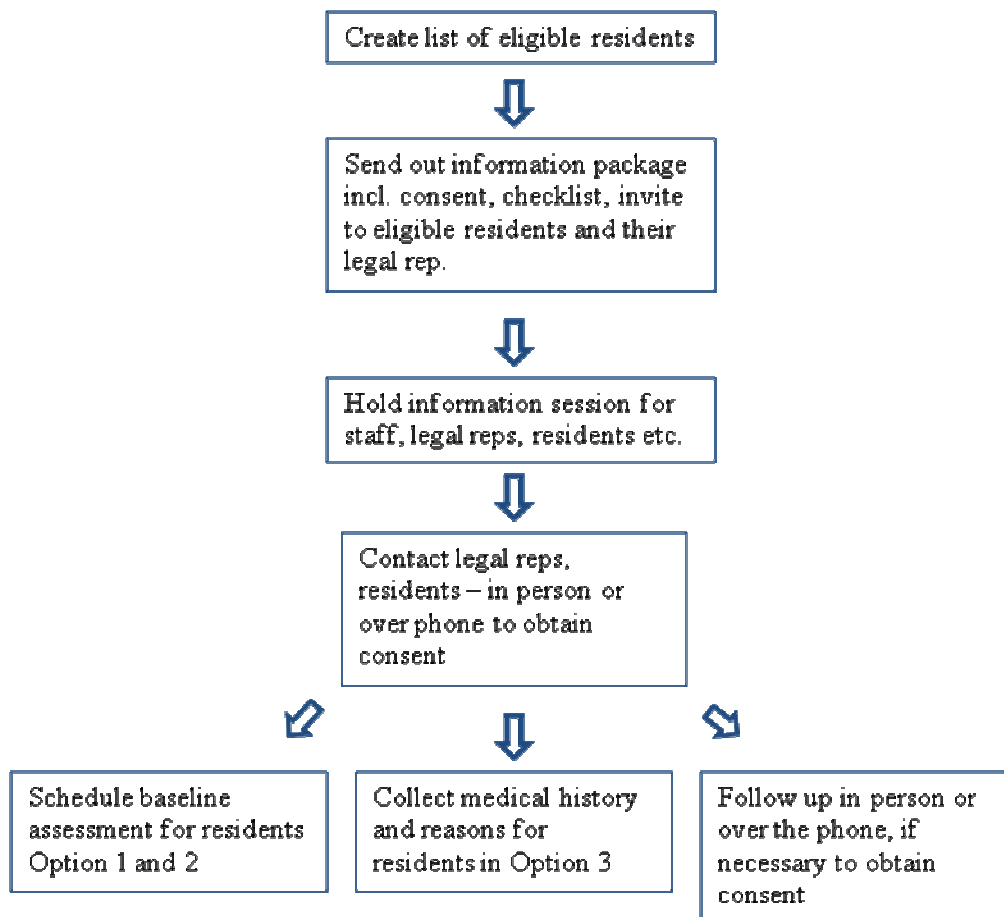 Create list of eligible residents
Send out information package
incl. consent, checklist, invite
to eligible residents and their
legal rep.
Hold information session for
staff, legal reps, residents etc.
Contact legal reps,
residents – in person or
over phone to obtain
consent
Schedule baseline
assessment for residents
Option 1 and 2
Collect medical history
and reasons for
residents in Option 3
Follow up in person or
over the phone, if
necessary to obtain
consent